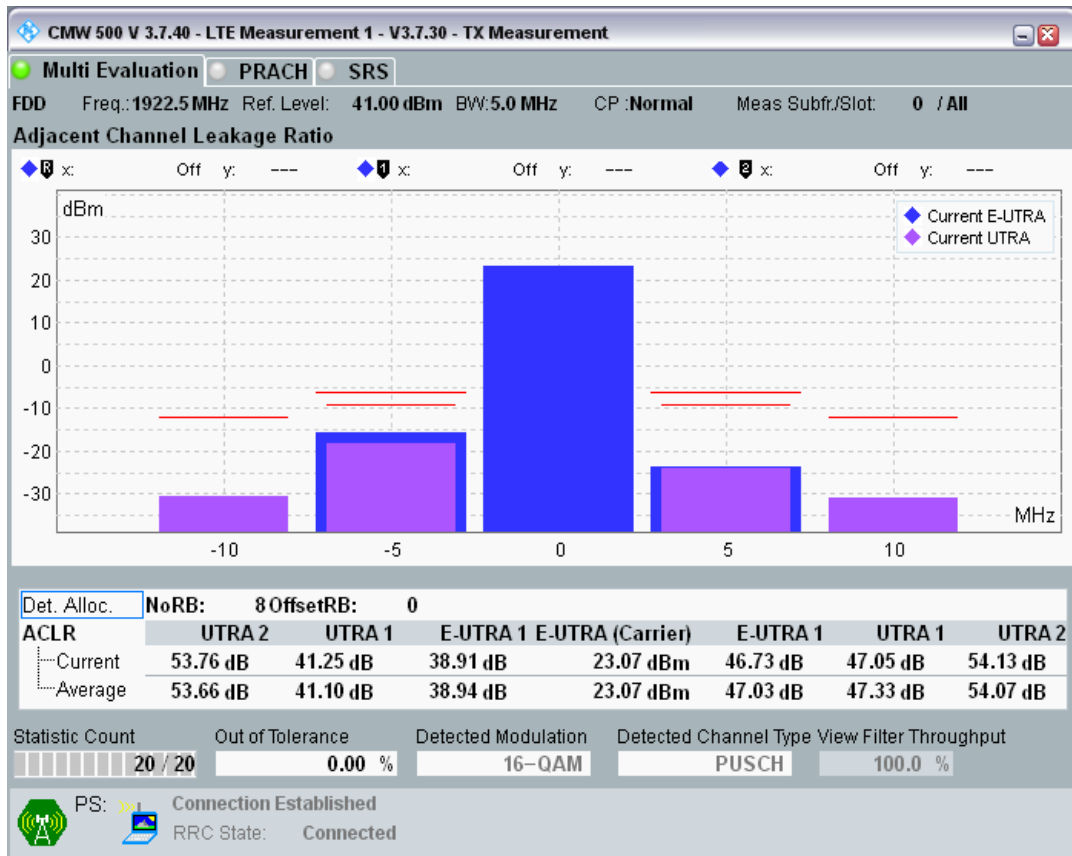 CMW 500 V 3.7.40 - LTE Measurement 1 - V3.7.30 - TX Measurement
Multi Evaluation PRACH SRS
FDD Freq.:1922.5 MHz Ref. Level: 41.00 dBm BW:5.0 MHz CP :Normal Meas Subfr./Slot: 0 / All
Adjacent Channel Leakage Ratio
R x: Off y: --- 1 x: Off y: --- 2 x: Off y: ---
dBm
Current E-UTRA
Current UTRA
30
20
10
0
-10
-20
-30
MHz
-10 -5 0 5 10
Det. Alloc. NoRB: 8 OffsetRB: 0
ACLR UTRA 2 UTRA 1 E-UTRA 1 E-UTRA (Carrier) E-UTRA 1 UTRA 1 UTRA 2
Current 53.76 dB 41.25 dB 38.91 dB 23.07 dBm 46.73 dB 47.05 dB 54.13 dB
Average 53.66 dB 41.10 dB 38.94 dB 23.07 dBm 47.03 dB 47.33 dB 54.07 dB
Statistic Count Out of Tolerance Detected Modulation Detected Channel Type View Filter Throughput
20 / 20 0.00 % 16-QAM PUSCH 100.0 %
PS: Connection Established
RRC State: Connected